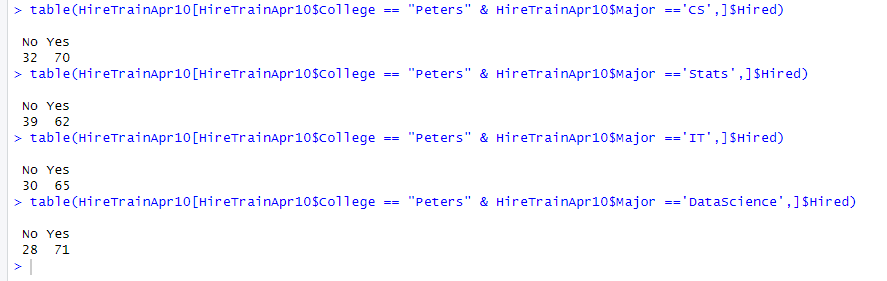 > table(HireTrainApr10[HireTrainApr10$College == "Peters" & HireTrainApr10$Major =='CS',]$Hired)
No Yes
32 70
> table(HireTrainApr10[HireTrainApr10$College == "Peters" & HireTrainApr10$Major =='Stats',]$Hired)
No Yes
39 62
> table(HireTrainApr10[HireTrainApr10$College == "Peters" & HireTrainApr10$Major =='IT',]$Hired)
No Yes
30 65
> table(HireTrainApr10[HireTrainApr10$College == "Peters" & HireTrainApr10$Major =='DataScience',]$Hired)
No Yes
28 71
>